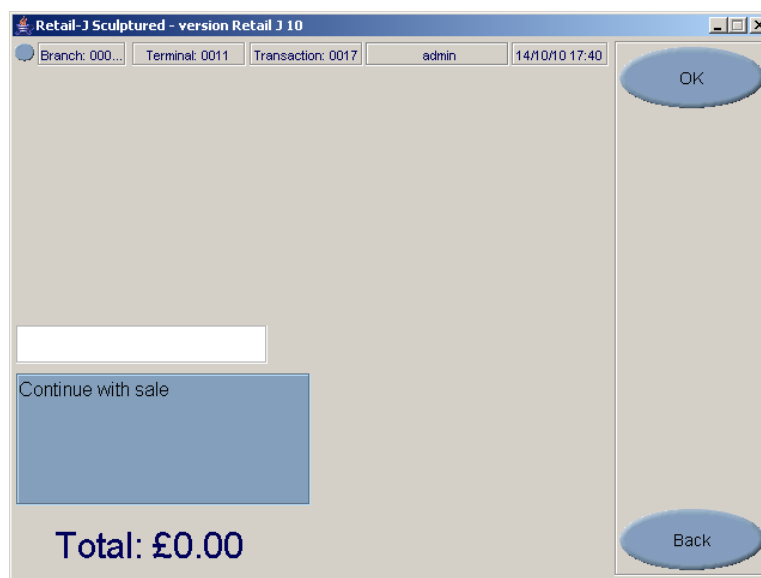 Retail-J Sculptured - version Retail J 10
Branch: 000... Terminal: 0011 Transaction: 0017 admin 14/10/10 17:40
OK
Continue with sale
Total: £0.00
Back